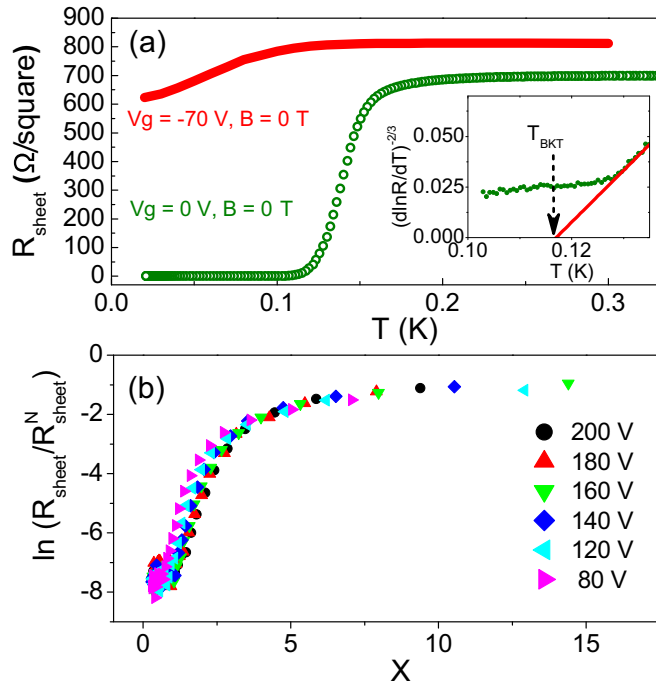 (a)
900
800
700
600
500
400
300
200
100
0
R_sheet (Ω/square)
Vg = -70 V, B = 0 T
Vg = 0 V, B = 0 T
0.0 0.1 0.2 0.3
T (K)
(dlnR/dT)^-2/3
0.050
0.025
0.000
T_BKT
0.10 0.12
T (K)
(b)
0
-2
-4
-6
-8
ln (R_sheet/R^N_sheet)
200 V
180 V
160 V
140 V
120 V
80 V
0 5 10 15
X